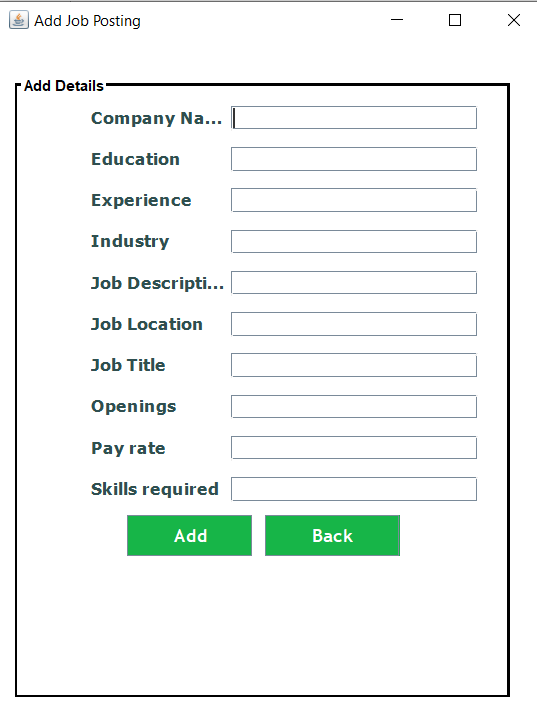 Add Job Posting
Add Details
Company Na...
Education
Experience
Industry
Job Descripti...
Job Location
Job Title
Openings
Pay rate
Skills required
Add Back